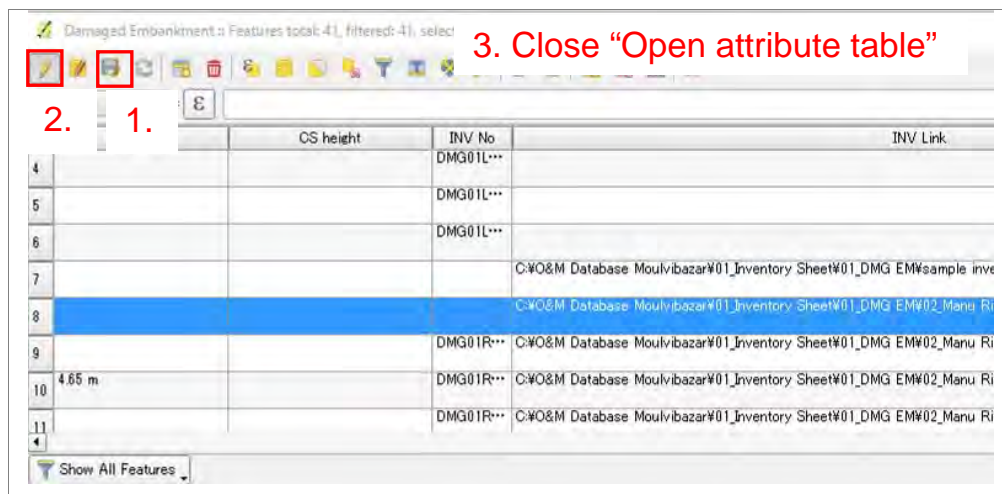 Damaged Embankment :: Features total: 41, filtered: 41, selec
3. Close “Open attribute table”
2. 1. ε
CS height INV No INV Link
4 DMG01L···
5 DMG01L···
6 DMG01L···
7 C:¥O&M Database Moulvibazar¥01_Inventory Sheet¥01_DMG EM¥sample inve
8 C:¥O&M Database Moulvibazar¥01_Inventory Sheet¥01_DMG EM¥02_Manu Ri
9 DMG01R··· C:¥O&M Database Moulvibazar¥01_Inventory Sheet¥01_DMG EM¥02_Manu Ri
10 4.65 m DMG01R··· C:¥O&M Database Moulvibazar¥01_Inventory Sheet¥01_DMG EM¥02_Manu Ri
11 DMG01R··· C:¥O&M Database Moulvibazar¥01_Inventory Sheet¥01_DMG EM¥02_Manu Ri
Show All Features